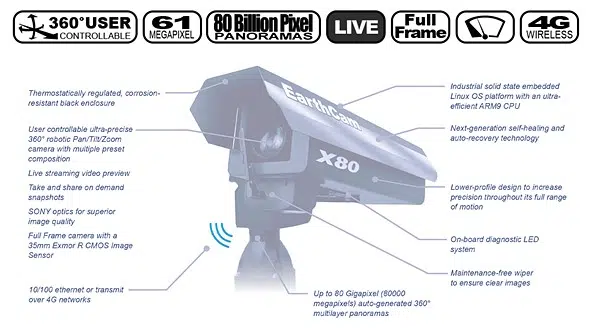 360°USER
CONTROLLABLE
61
MEGAPIXEL
80 Billion Pixel
PANORAMAS
LIVE
Full
Frame
4G
WIRELESS
Thermostatically regulated, corrosion-
resistant black enclosure
User controllable ultra-precise
360° robotic Pan/Tilt/Zoom
camera with multiple preset
composition
Live streaming video preview
Take and share on demand
snapshots
SONY optics for superior
image quality
Full Frame camera with a
35mm Exmor R CMOS Image
Sensor
10/100 ethernet or transmit
over 4G networks
EarthCam
X80
Industrial solid state embedded
Linux OS platform with an ultra-
efficient ARM9 CPU
Next-generation self-healing and
auto-recovery technology
Lower-profile design to increase
precision throughout its full range
of motion
On-board diagnostic LED
system
Maintenance-free wiper
to ensure clear images
Up to 80 Gigapixel (80000
megapixels) auto-generated 360°
multilayer panoramas